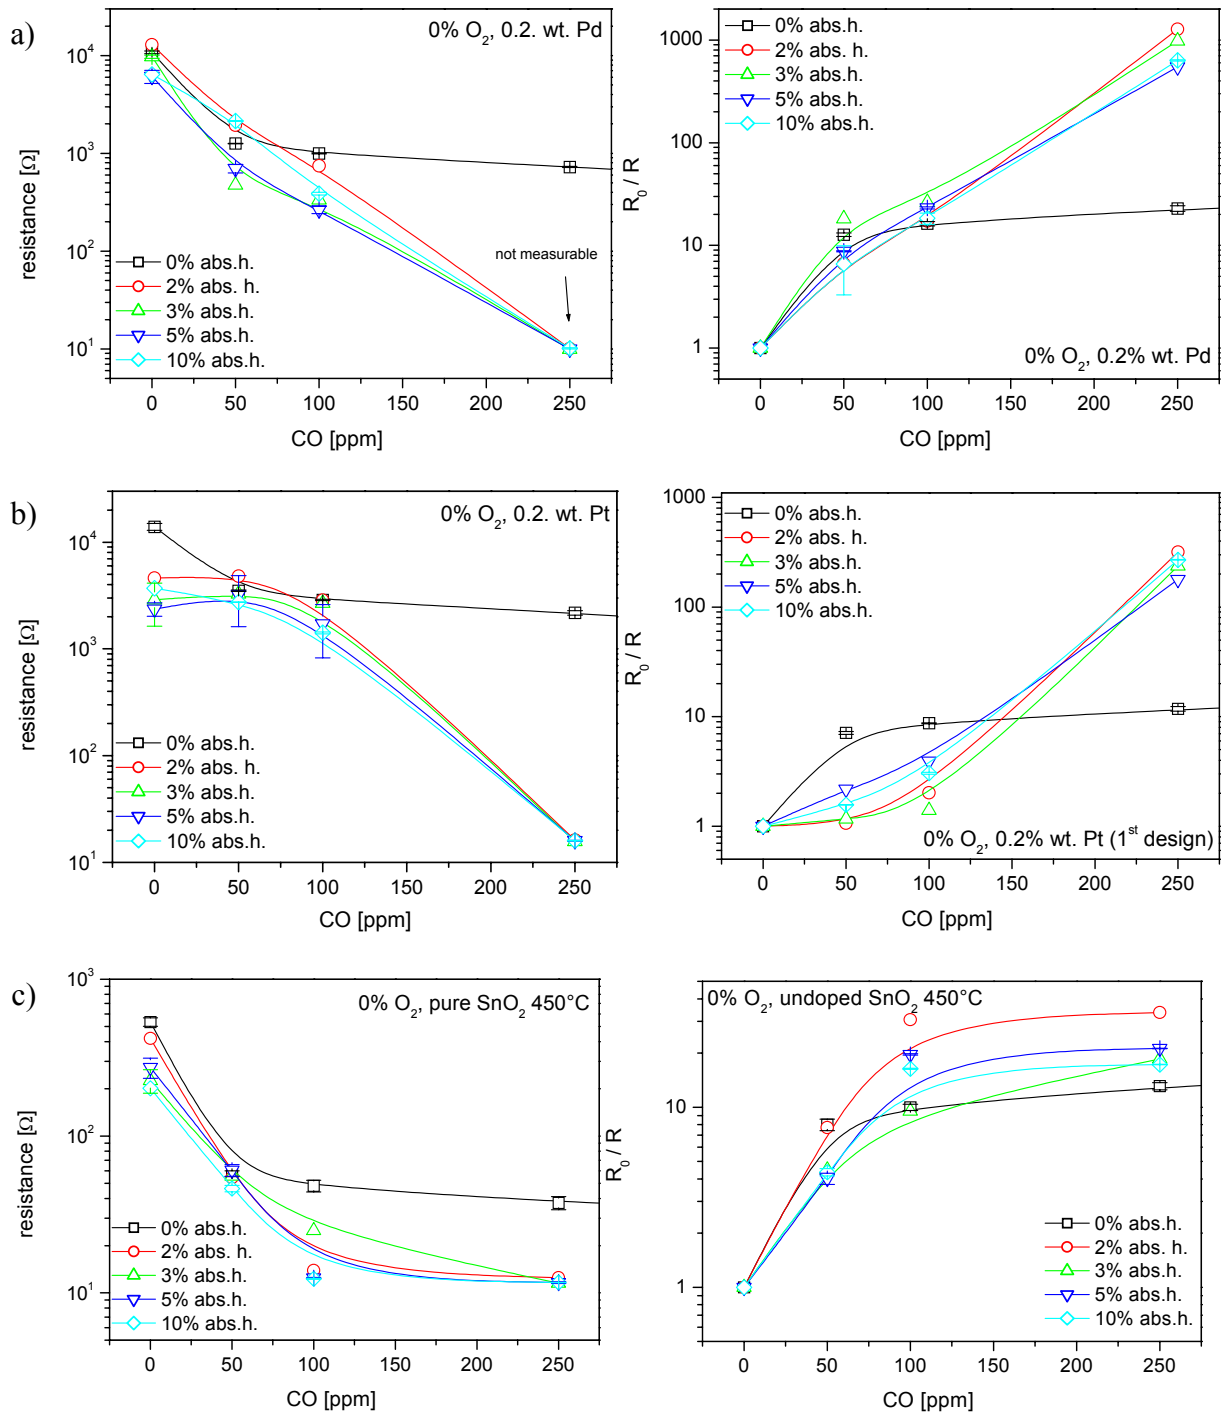 a)
0% O2, 0.2. wt. Pd
resistance [Ω]
10^4
10^3
10^2
10^1
not measurable
0% abs.h.
2% abs. h.
3% abs.h.
5% abs.h.
10% abs.h.
0 50 100 150 200 250
CO [ppm]
R0 / R
1000
100
10
1
0% abs.h.
2% abs.h.
3% abs.h.
5% abs.h.
10% abs.h.
0% O2, 0.2% wt. Pd
0 50 100 150 200 250
CO [ppm]
b)
0% O2, 0.2. wt. Pt
resistance [Ω]
10^4
10^3
10^2
10^1
0% abs.h.
2% abs. h.
3% abs.h.
5% abs.h.
10% abs.h.
0 50 100 150 200 250
CO [ppm]
R0 / R
1000
100
10
1
0% abs.h.
2% abs.h.
3% abs.h.
5% abs.h.
10% abs.h.
0% O2, 0.2% wt. Pt (1st design)
0 50 100 150 200 250
CO [ppm]
c)
0% O2, pure SnO2 450°C
resistance [Ω]
10^3
10^2
10^1
0% abs.h.
2% abs. h.
3% abs.h.
5% abs.h.
10% abs.h.
0 50 100 150 200 250
CO [ppm]
R0 / R
0% O2, undoped SnO2 450°C
10
1
0% abs.h.
2% abs. h.
3% abs.h.
5% abs.h.
10% abs.h.
0 50 100 150 200 250
CO [ppm]